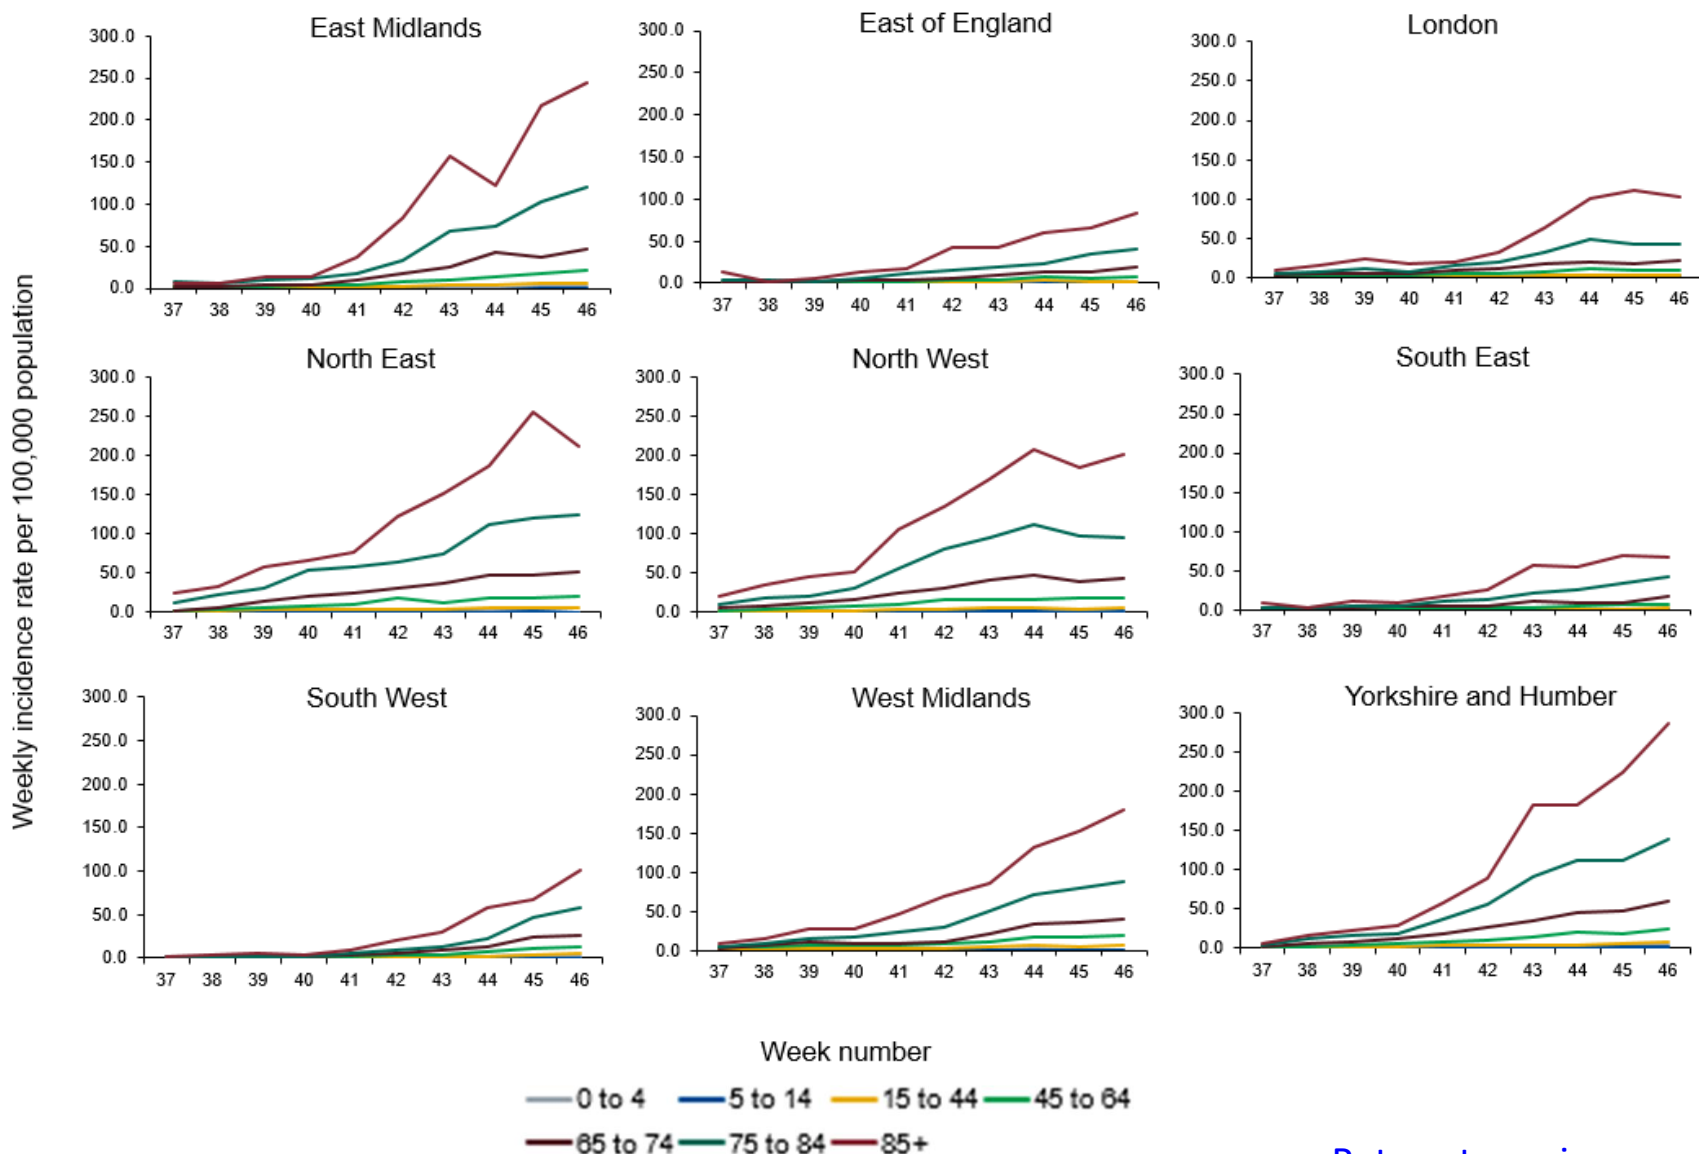 East Midlands
300.0
250.0
200.0
150.0
100.0
50.0
0.0
37 38 39 40 41 42 43 44 45 46
East of England
300.0
250.0
200.0
150.0
100.0
50.0
0.0
37 38 39 40 41 42 43 44 45 46
London
300.0
250.0
200.0
150.0
100.0
50.0
0.0
37 38 39 40 41 42 43 44 45 46
Weekly incidence rate per 100,000 population
North East
300.0
250.0
200.0
150.0
100.0
50.0
0.0
37 38 39 40 41 42 43 44 45 46
North West
300.0
250.0
200.0
150.0
100.0
50.0
0.0
37 38 39 40 41 42 43 44 45 46
South East
300.0
250.0
200.0
150.0
100.0
50.0
0.0
37 38 39 40 41 42 43 44 45 46
South West
300.0
250.0
200.0
150.0
100.0
50.0
0.0
37 38 39 40 41 42 43 44 45 46
West Midlands
300.0
250.0
200.0
150.0
100.0
50.0
0.0
37 38 39 40 41 42 43 44 45 46
Yorkshire and Humber
300.0
250.0
200.0
150.0
100.0
50.0
0.0
37 38 39 40 41 42 43 44 45 46
Week number
0 to 4 5 to 14 15 to 44 45 to 64
65 to 74 75 to 84 85+